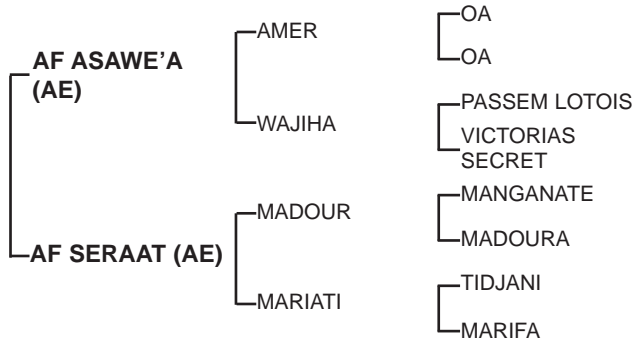 OA
AMER
AF ASAWE’A
(AE)
OA
PASSEM LOTOIS
WAJIHA
VICTORIAS
SECRET
MANGANATE
MADOUR
MADOURA
AF SERAAT (AE)
TIDJANI
MARIATI
MARIFA